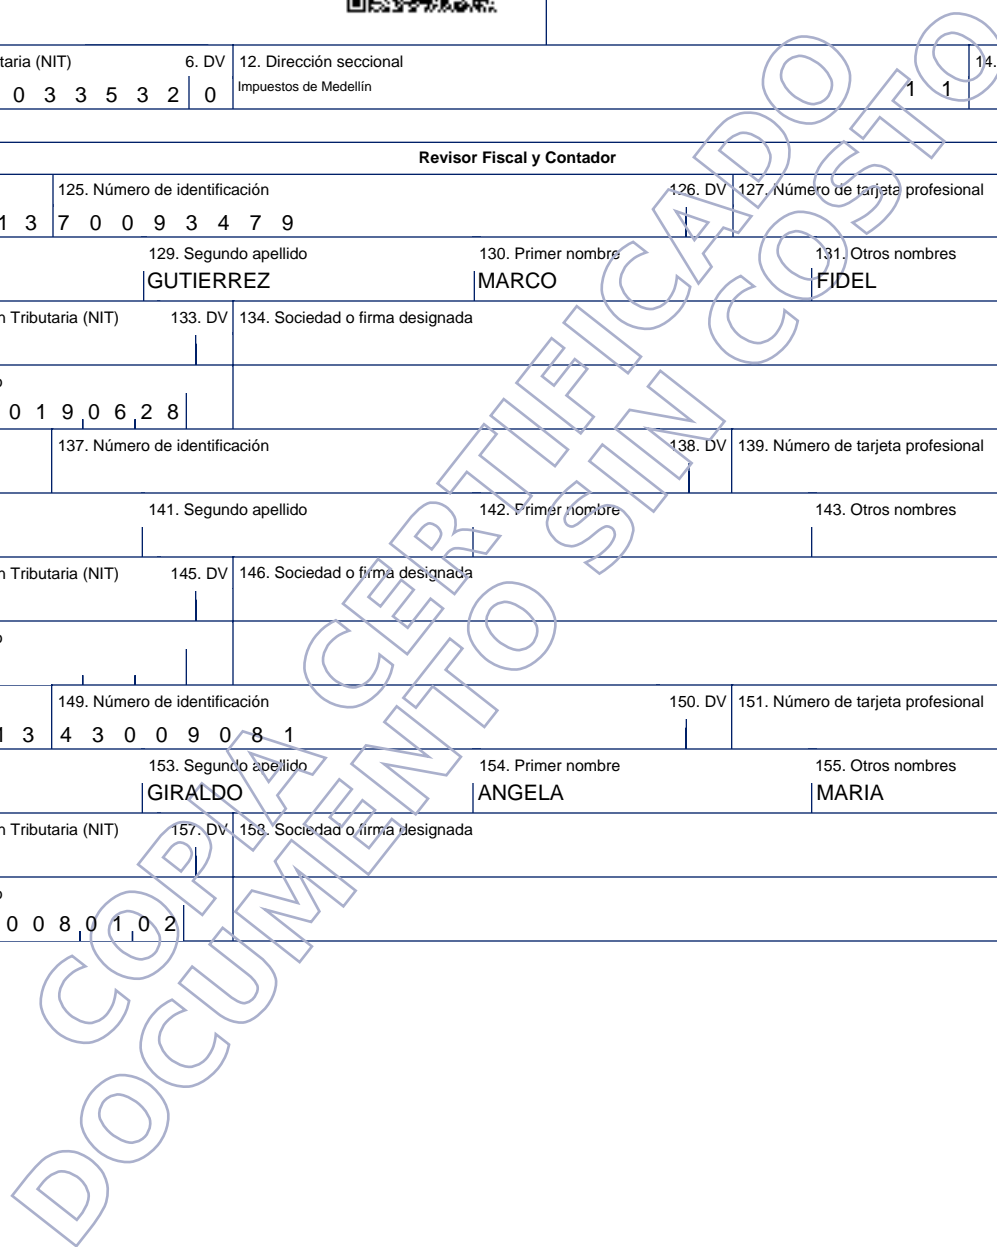 taria (NIT) 6. DV 12. Dirección seccional 14.
0 3 3 5 3 2 0 Impuestos de Medellín 1 1
Revisor Fiscal y Contador
125. Número de identificación 126. DV 127. Número de tarjeta profesional
1 3 7 0 0 9 3 4 7 9
129. Segundo apellido 130. Primer nombre 131. Otros nombres
GUTIERREZ MARCO FIDEL
n Tributaria (NIT) 133. DV 134. Sociedad o firma designada
o
0 1 9 0 6 2 8
137. Número de identificación 138. DV 139. Número de tarjeta profesional
141. Segundo apellido 142. Primer nombre 143. Otros nombres
n Tributaria (NIT) 145. DV 146. Sociedad o firma designada
o
149. Número de identificación 150. DV 151. Número de tarjeta profesional
1 3 4 3 0 0 9 0 8 1
153. Segundo apellido 154. Primer nombre 155. Otros nombres
GIRALDO ANGELA MARIA
n Tributaria (NIT) 157. DV 158. Sociedad o firma designada
o
0 0 8 0 1 0 2
COPIA CERTIFICADO
DOCUMENTO SIN COSTO